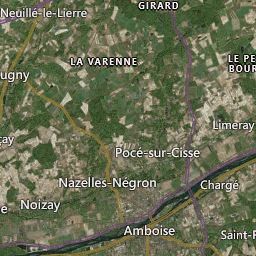 GIRARD
Neuillé-le-Lierre
LA VARENNE
LE PE
BOUR
ugny
Limeray
çay
Pocé-sur-Cisse
Nazelles-Négron
Chargé
Noizay
Amboise
Saint-R